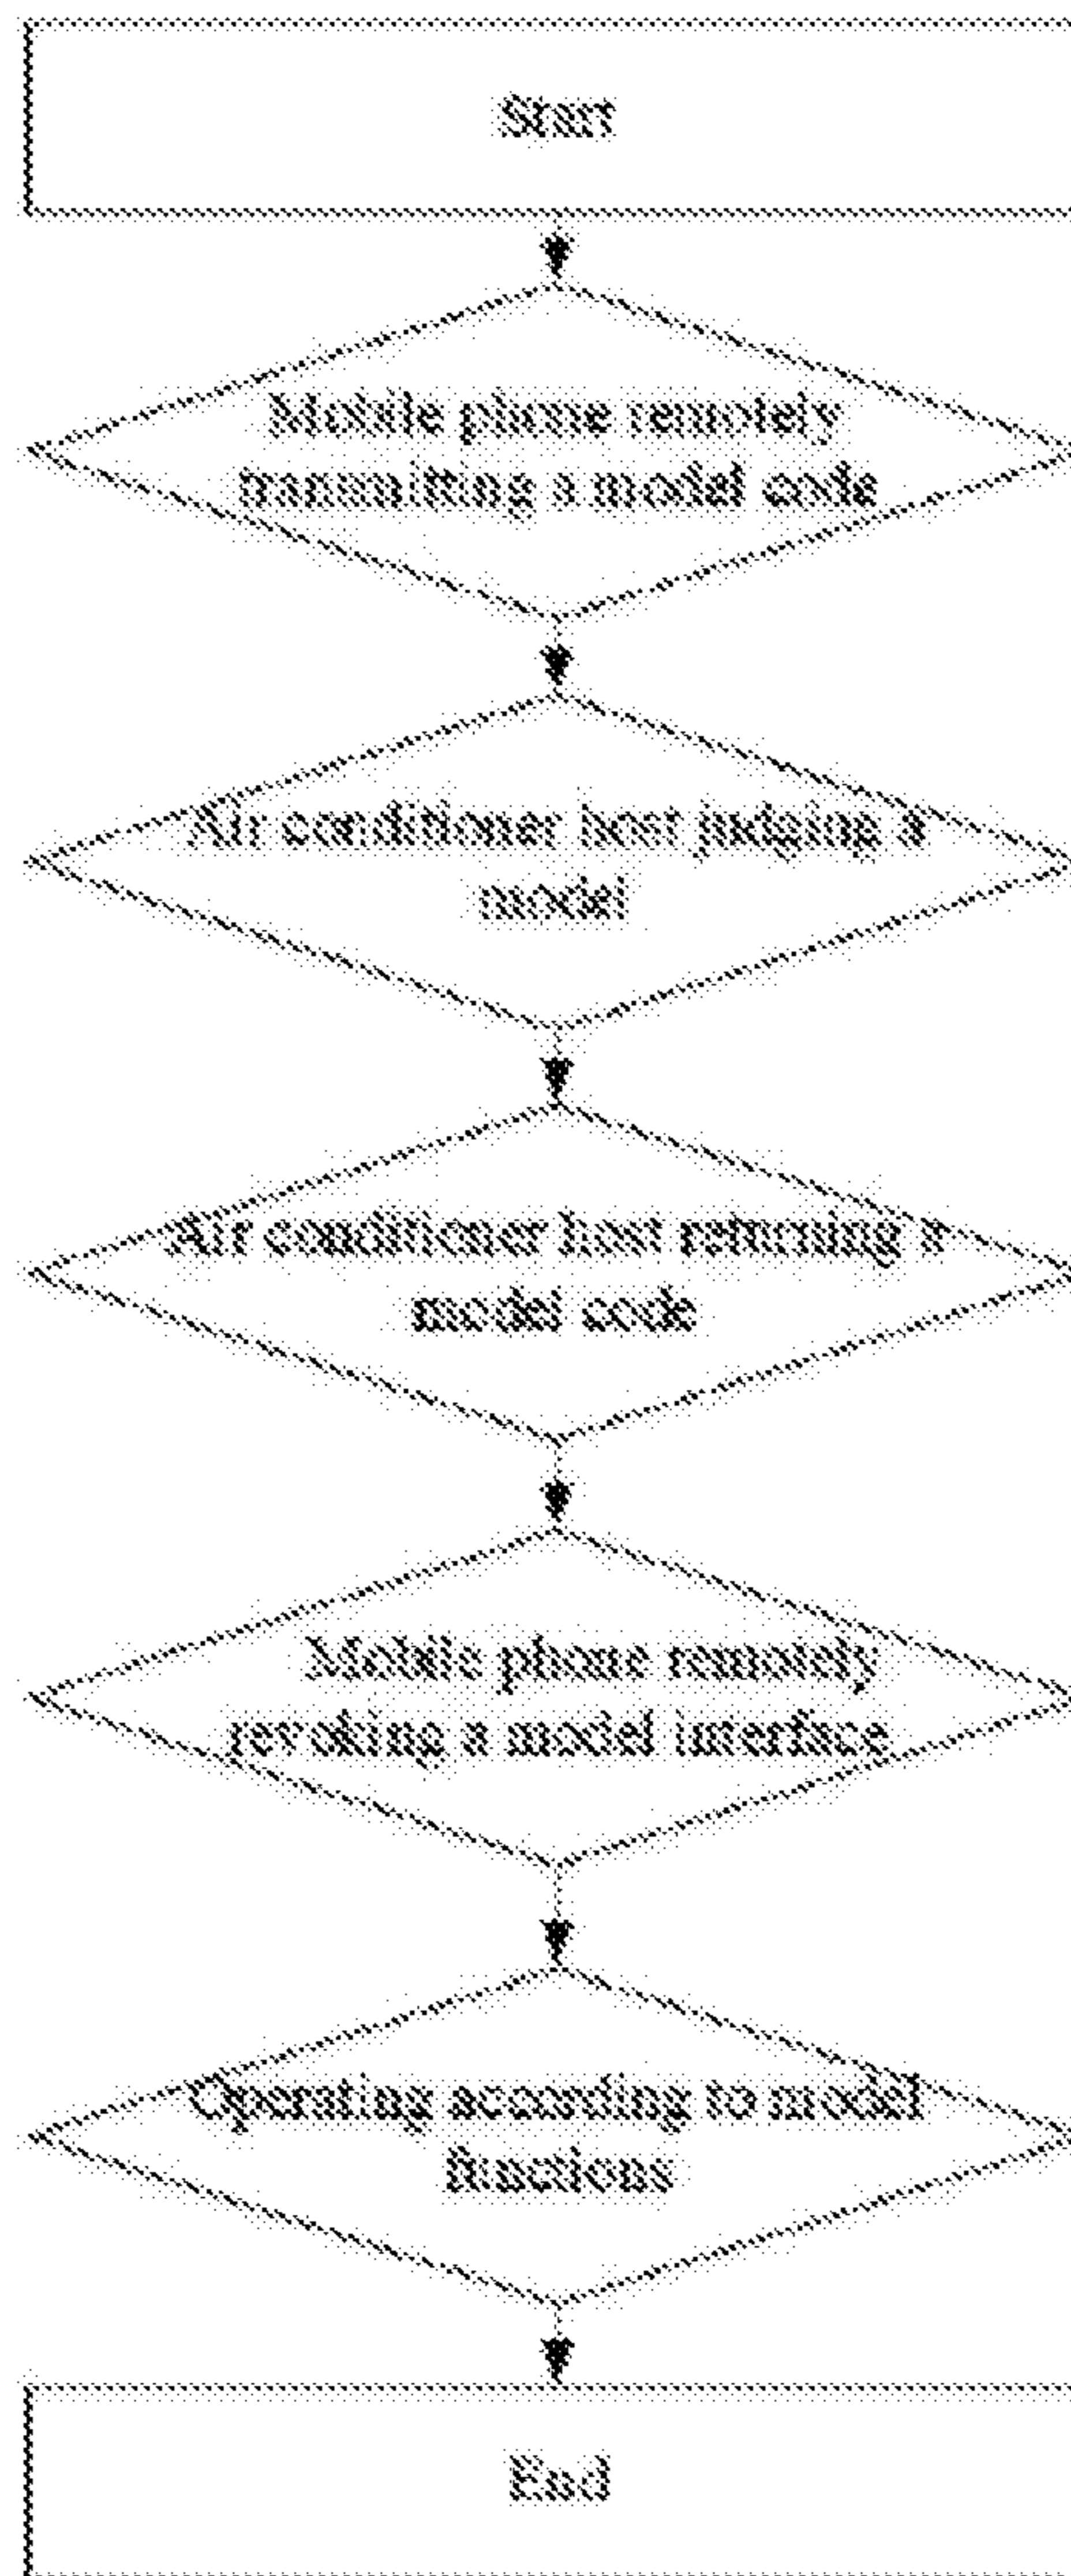 Start
Mobile phone remotely
transmitting a model code
Air conditioner host judging a
model
Air conditioner host returning a
model code
Mobile phone remotely
revoking a model interface
Operating according to model
functions
End